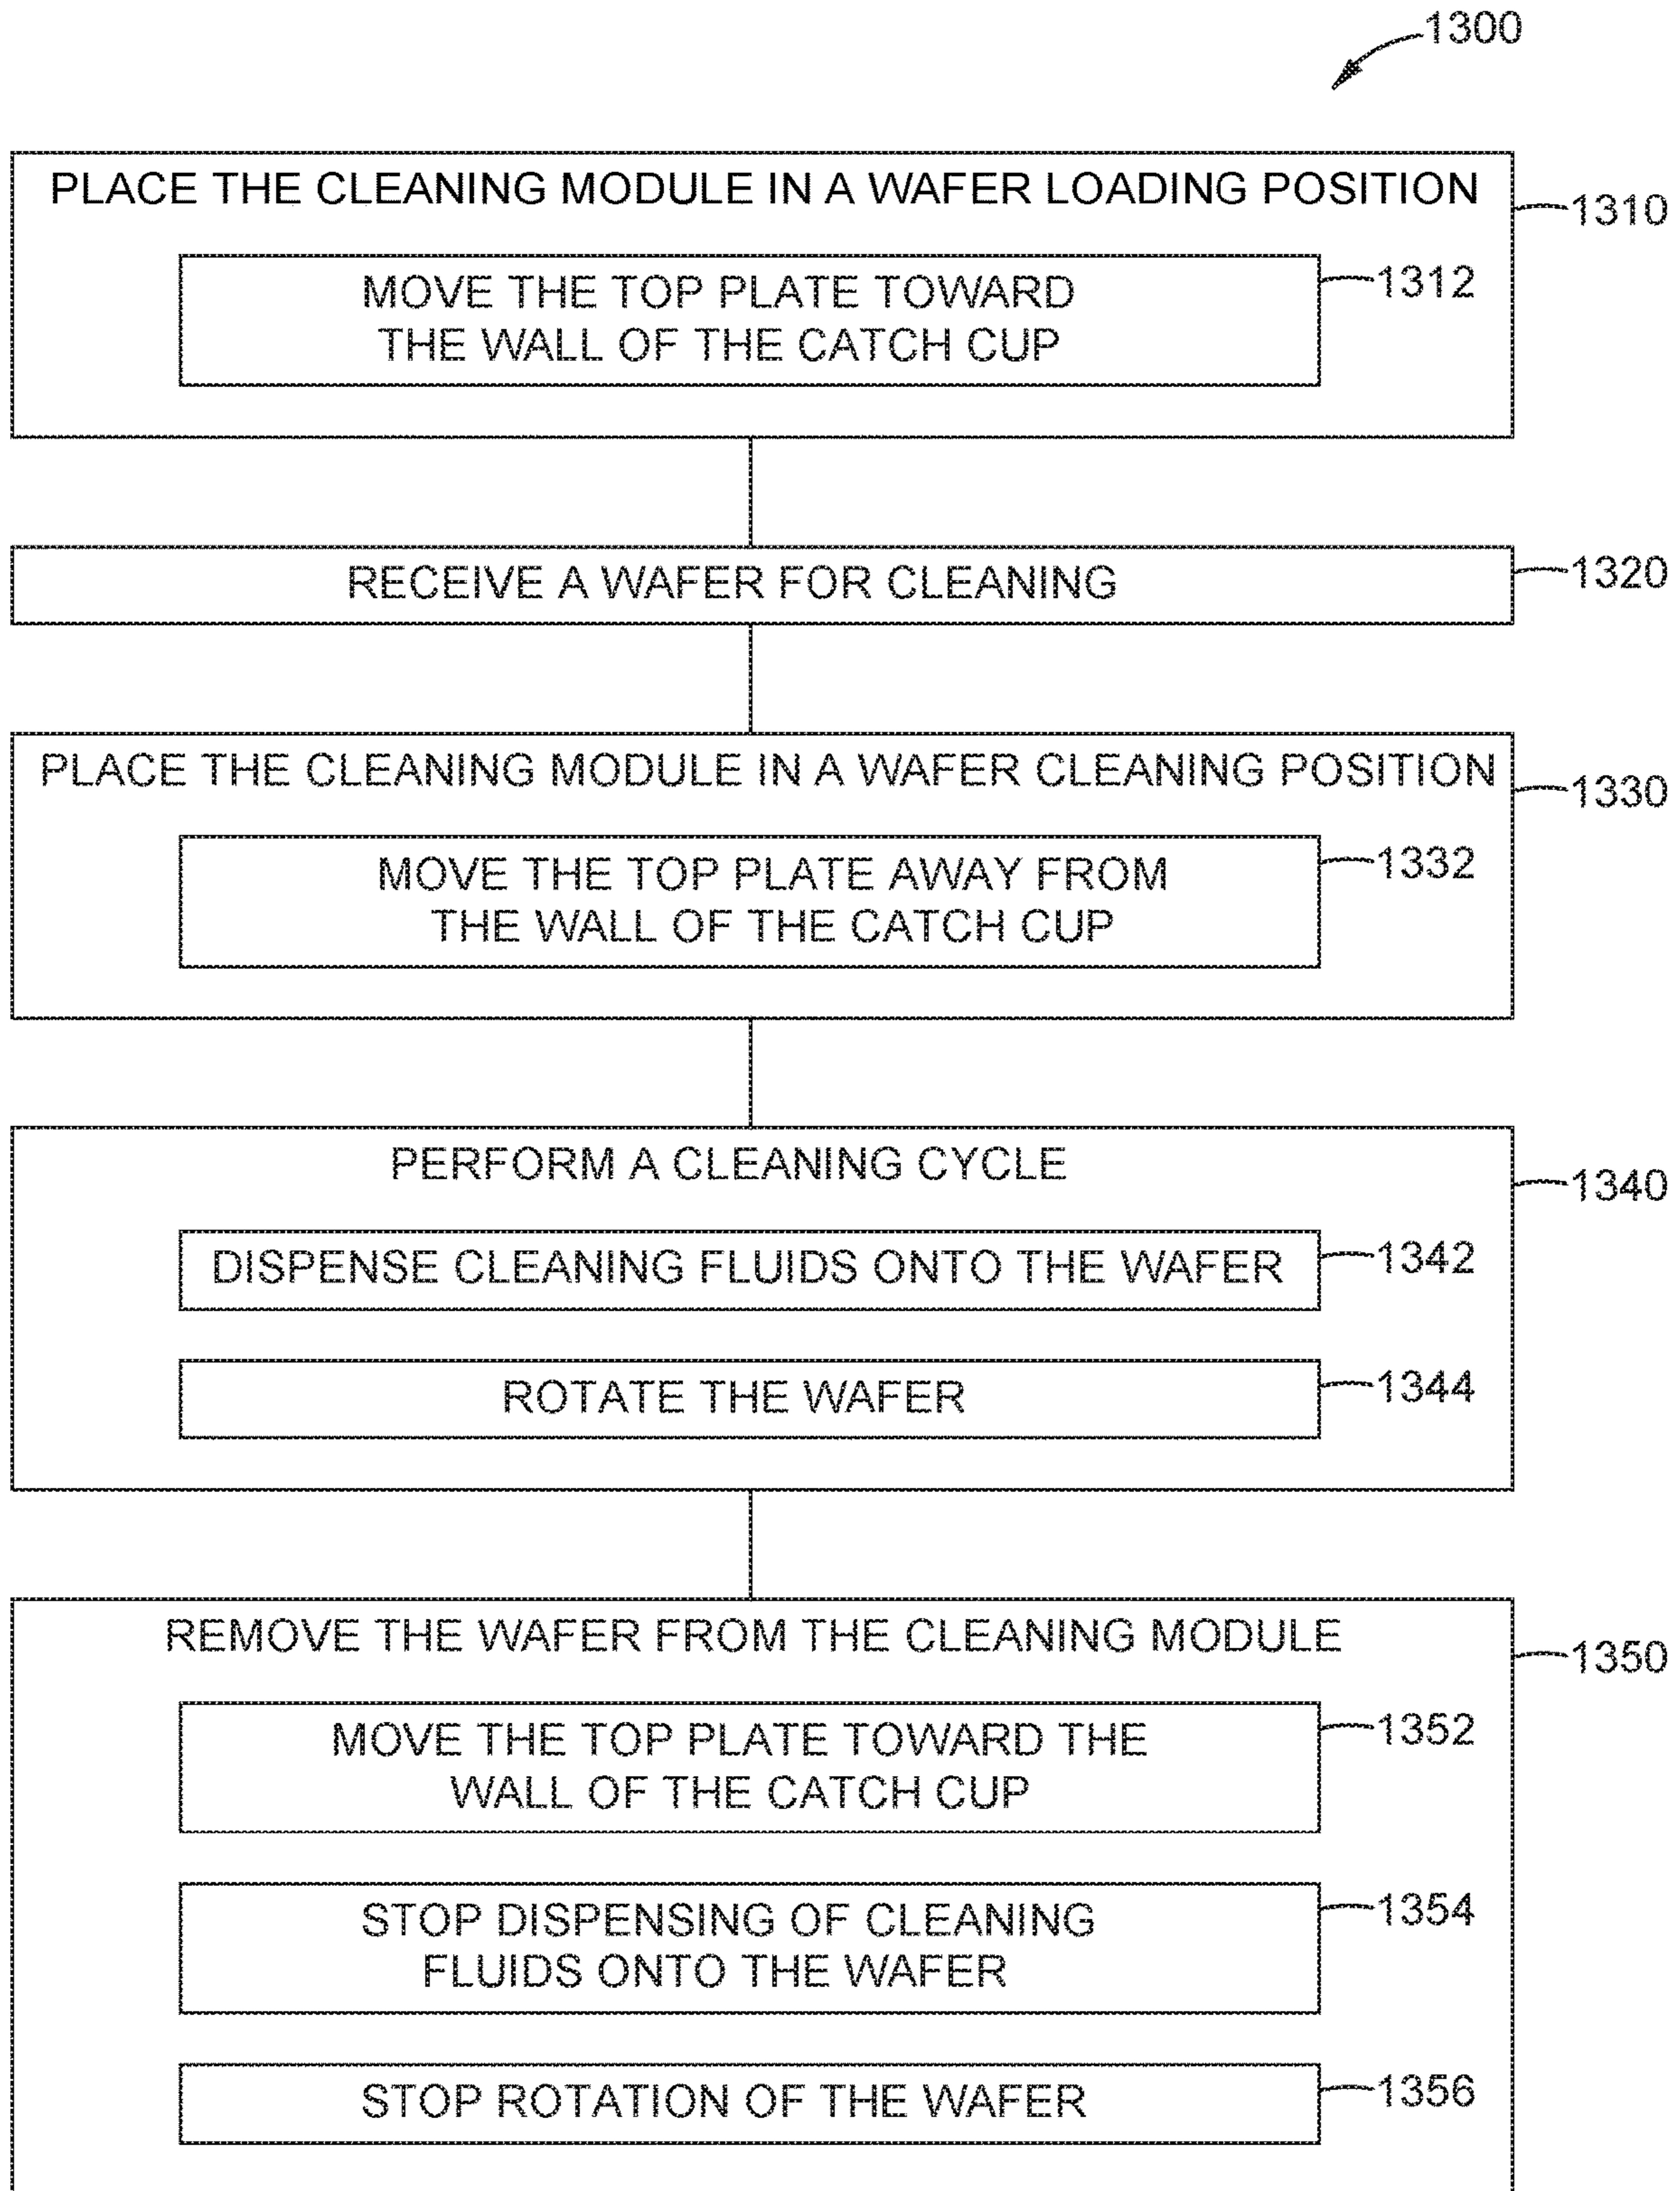 1300
PLACE THE CLEANING MODULE IN A WAFER LOADING POSITION
1310
MOVE THE TOP PLATE TOWARD
THE WALL OF THE CATCH CUP
1312
RECEIVE A WAFER FOR CLEANING
1320
PLACE THE CLEANING MODULE IN A WAFER CLEANING POSITION
1330
MOVE THE TOP PLATE AWAY FROM
THE WALL OF THE CATCH CUP
1332
PERFORM A CLEANING CYCLE
1340
DISPENSE CLEANING FLUIDS ONTO THE WAFER
1342
ROTATE THE WAFER
1344
REMOVE THE WAFER FROM THE CLEANING MODULE
1350
MOVE THE TOP PLATE TOWARD THE
WALL OF THE CATCH CUP
1352
STOP DISPENSING OF CLEANING
FLUIDS ONTO THE WAFER
1354
STOP ROTATION OF THE WAFER
1356